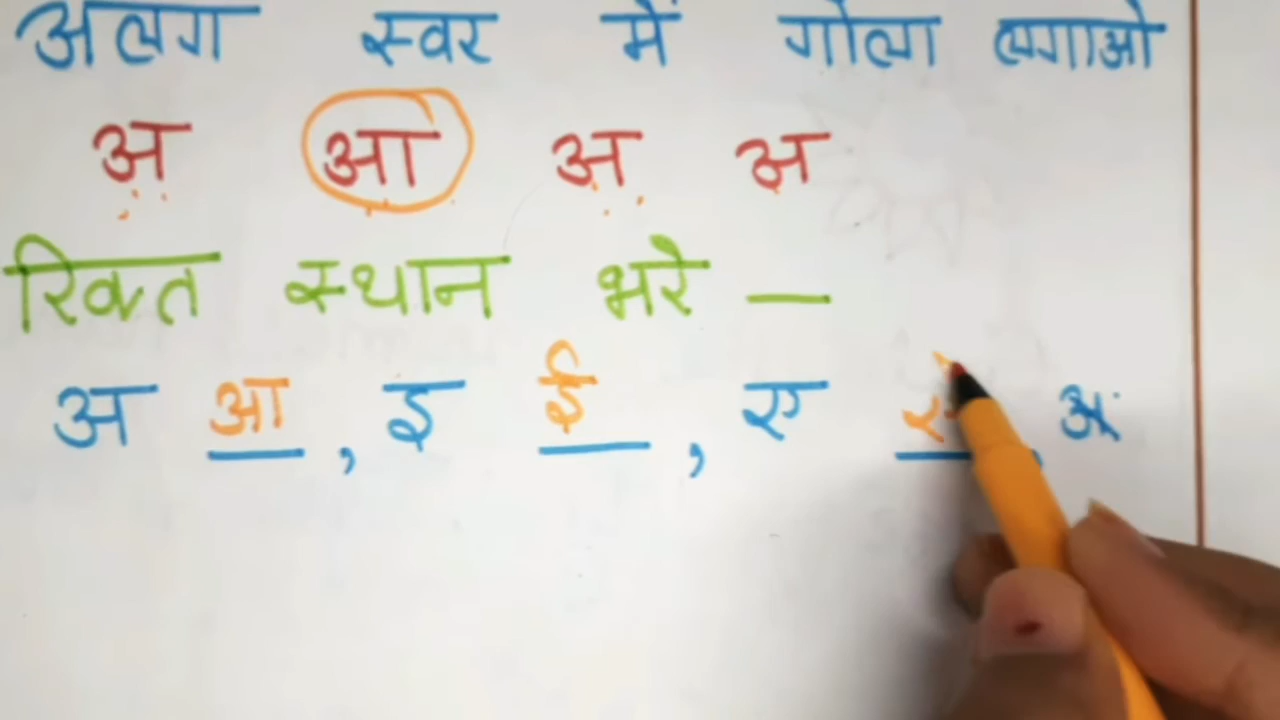 अलग स्वर में गोला लगाओ
अ आ अ अ
रिक्त स्थान भरे —
अ आ , इ ई , ए